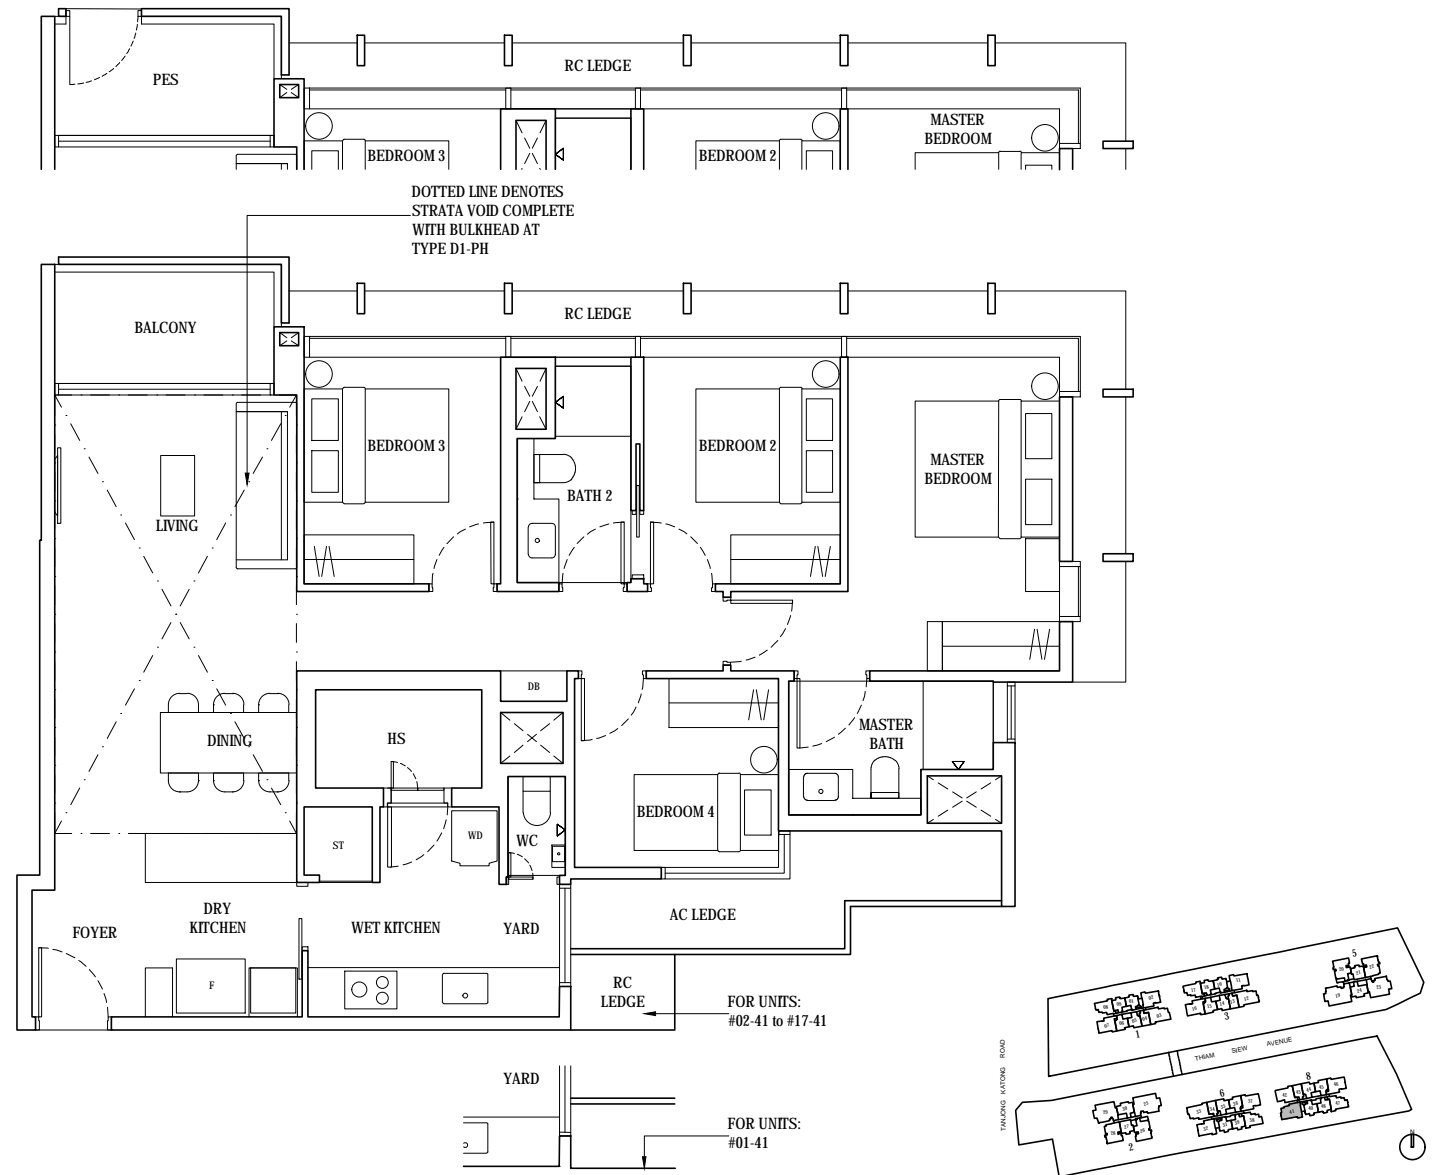 PES
RC LEDGE
BEDROOM 3
BEDROOM 2
MASTER
BEDROOM
DOTTED LINE DENOTES
STRATA VOID COMPLETE
WITH BULKHEAD AT
TYPE D1-PH
BALCONY
RC LEDGE
BEDROOM 3
BATH 2
BEDROOM 2
MASTER
BEDROOM
LIVING
DINING
HS
DB
MASTER
BATH
ST
WD
WC
BEDROOM 4
FOYER
DRY
KITCHEN
WET KITCHEN
YARD
AC LEDGE
F
RC
LEDGE
FOR UNITS:
#02-41 to #17-41
YARD
FOR UNITS:
#01-41
TANJONG KATONG ROAD
THIAM SIEW AVENUE
1
3
5
2
6
8
41
N